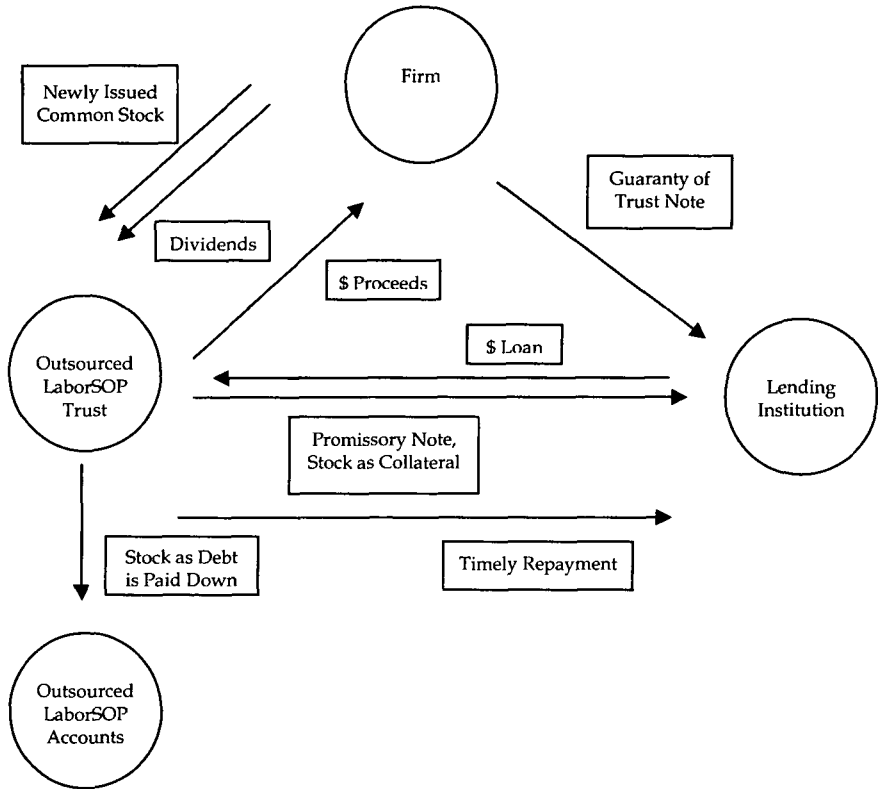 Firm
Newly Issued
Common Stock
Guaranty of
Trust Note
Dividends
$ Proceeds
$ Loan
Outsourced
LaborSOP
Trust
Lending
Institution
Promissory Note,
Stock as Collateral
Stock as Debt
is Paid Down
Timely Repayment
Outsourced
LaborSOP
Accounts